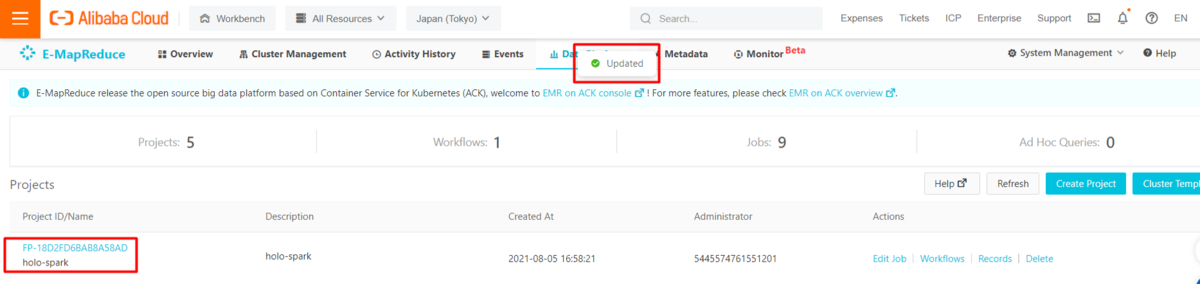 Alibaba Cloud Workbench All Resources Japan (Tokyo) Search... Expenses Tickets ICP Enterprise Support EN
E-MapReduce Overview Cluster Management Activity History Events Metadata Monitor Beta System Management Help
Updated
E-MapReduce release the open source big data platform based on Container Service for Kubernetes (ACK), welcome to EMR on ACK console ! For more features, please check EMR on ACK overview .
Projects: 5 Workflows: 1 Jobs: 9 Ad Hoc Queries: 0
Projects Help Refresh Create Project Cluster Templ
Project ID/Name Description Created At Administrator Actions
FP-18D2FD6BAB8A58AD
holo-spark holo-spark 2021-08-05 16:58:21 5445574761551201 Edit Job | Workflows | Records | Delete